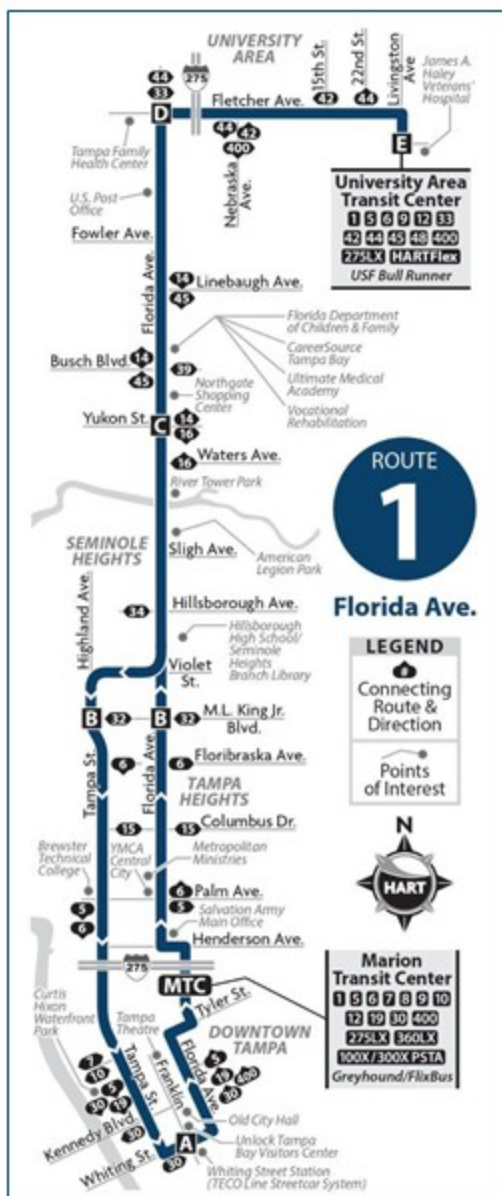 UNIVERSITY
AREA
275
44
33
Fletcher Ave.
15th St.
42
22nd St.
44
Livingston
Ave
James A.
Haley
Veterans'
Hospital
D
E
Tampa Family
Health Center
44
42
400
Nebraska
Ave.
U.S. Post
Office
University Area
Transit Center
1 5 6 9 12 33
42 44 45 48 400
275LX HARTFlex
USF Bull Runner
Fowler Ave.
Florida Ave.
14
45
Linebaugh Ave.
Florida Department
of Children & Family
CareerSource
Tampa Bay
Ultimate Medical
Academy
Vocational
Rehabilitation
Busch Blvd.
14
45
39
Northgate
Shopping
Center
Yukon St.
C
14
16
16
Waters Ave.
River Tower Park
ROUTE
1
Florida Ave.
SEMINOLE
HEIGHTS
Sligh Ave.
American
Legion Park
Highland Ave.
34
Hillsborough Ave.
Hillsborough
High School/
Seminole
Heights
Branch Library
Violet
St.
LEGEND
#
Connecting
Route &
Direction
Points
of Interest
B
32
B
32
M.L. King Jr.
Blvd.
Tampa St.
Florida Ave.
6
6
Floribraska Ave.
TAMPA
HEIGHTS
15
15
Columbus Dr.
Brewster
Technical
College
YMCA
Central
City
Metropolitan
Ministries
5
6
6
5
Palm Ave.
Salvation Army
Main Office
Henderson Ave.
N
HART
275
MTC
Tyler St.
Marion
Transit Center
1 5 6 7 8 9 10
12 19 30 400
275LX 360LX
100X/300X PSTA
Greyhound/FlixBus
Curtis
Hixon
Waterfront
Park
Tampa
Theatre
DOWNTOWN
TAMPA
7
10
5
19
30
Tampa St.
Franklin
Florida Ave.
5
19
400
30
Kennedy Blvd.
30
Old City Hall
Unlock Tampa
Bay Visitors Center
Whiting St.
30
A
Whiting Street Station
(TECO Line Streetcar System)